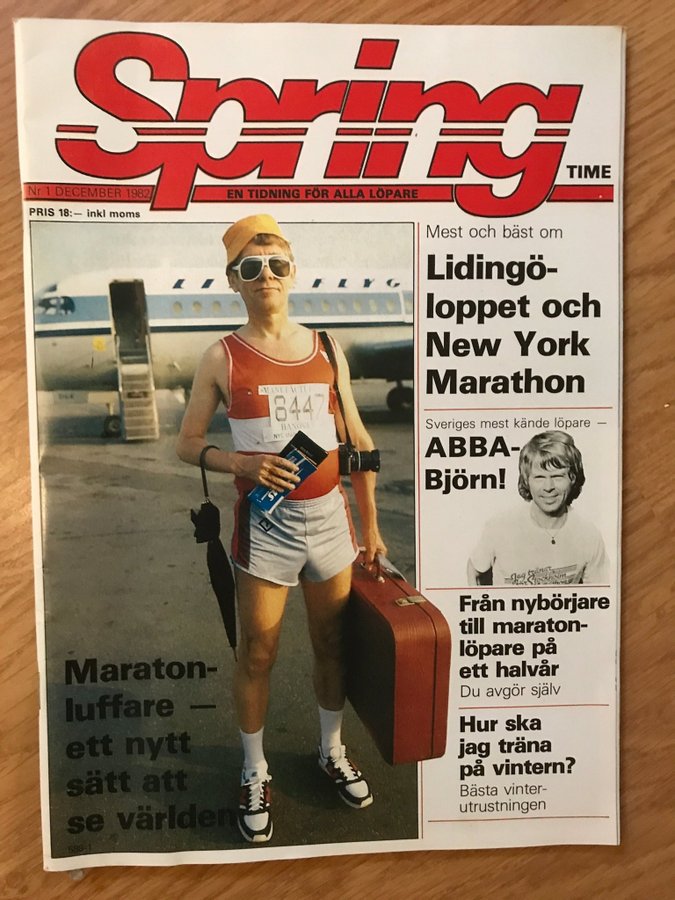 Spring
TIME
Nr 1 DECEMBER 1982
EN TIDNING FÖR ALLA LÖPARE
PRIS 18:— inkl moms
Mest och bäst om
Lidingö-
loppet och
New York
Marathon
Sveriges mest kände löpare –
ABBA-
Björn!
Från nybörjare
till maraton-
löpare på
ett halvår
Du avgör själv
Hur ska
jag träna
på vintern?
Bästa vinter-
utrustningen
FLYG
8447
Maraton-
luffare —
ett nytt
sätt att
se världen